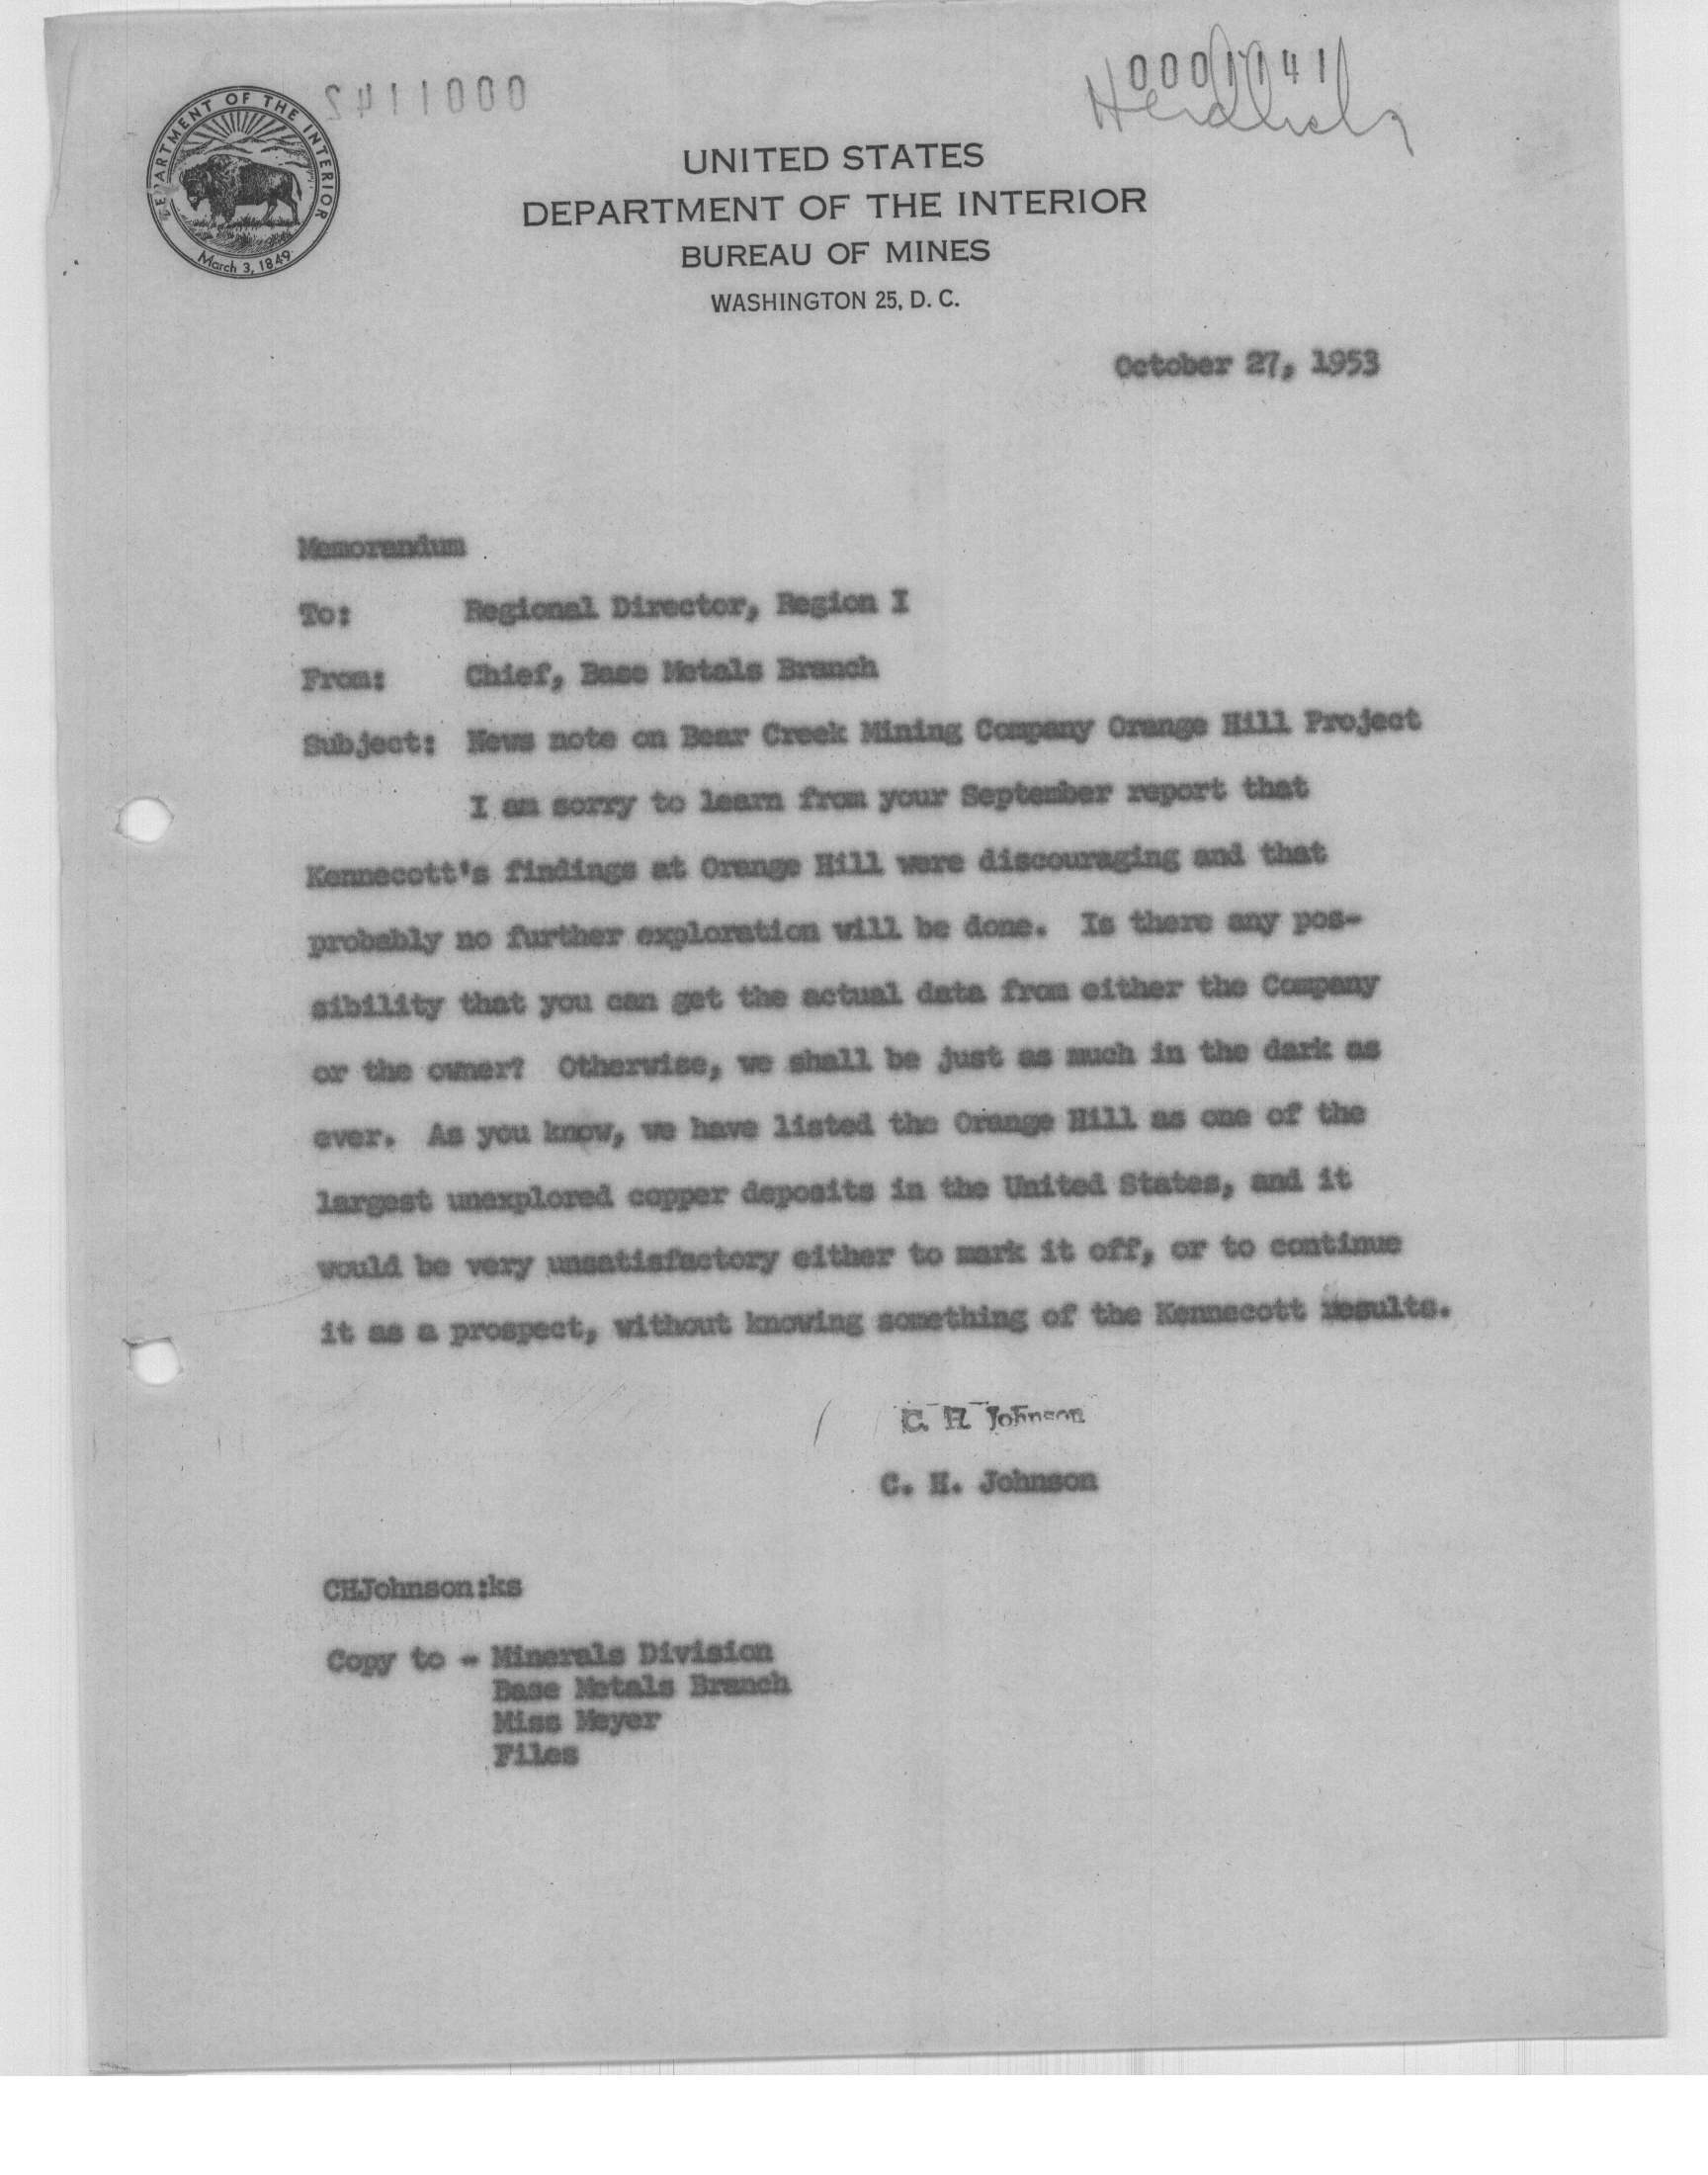 0001141
DEPARTMENT OF THE INTERIOR
March 3, 1849
UNITED STATES
DEPARTMENT OF THE INTERIOR
BUREAU OF MINES
WASHINGTON 25, D. C.
October 27, 1953
Memorandum
To: Regional Director, Region I
From: Chief, Base Metals Branch
Subject: News note on Bear Creek Mining Company Orange Hill Project
I am sorry to learn from your September report that
Kennecott's findings at Orange Hill were discouraging and that
probably no further exploration will be done. Is there any pos-
sibility that you can get the actual data from either the Company
or the owner? Otherwise, we shall be just as much in the dark as
ever. As you know, we have listed the Orange Hill as one of the
largest unexplored copper deposits in the United States, and it
would be very unsatisfactory either to mark it off, or to continue
it as a prospect, without knowing something of the Kennecott results.
C. H. Johnson
C. H. Johnson
CHJohnson:ks
Copy to - Minerals Division
Base Metals Branch
Miss Meyer
Files